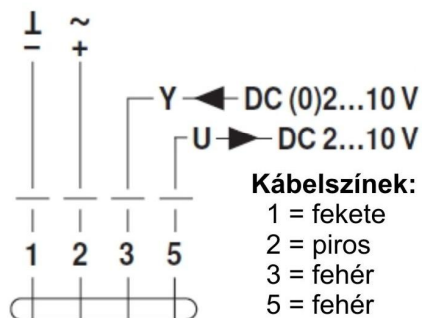 ⊥ ~
– +
Y DC (0)2...10 V
U DC 2...10 V
1 2 3 5
Kábelszínek:
1 = fekete
2 = piros
3 = fehér
5 = fehér